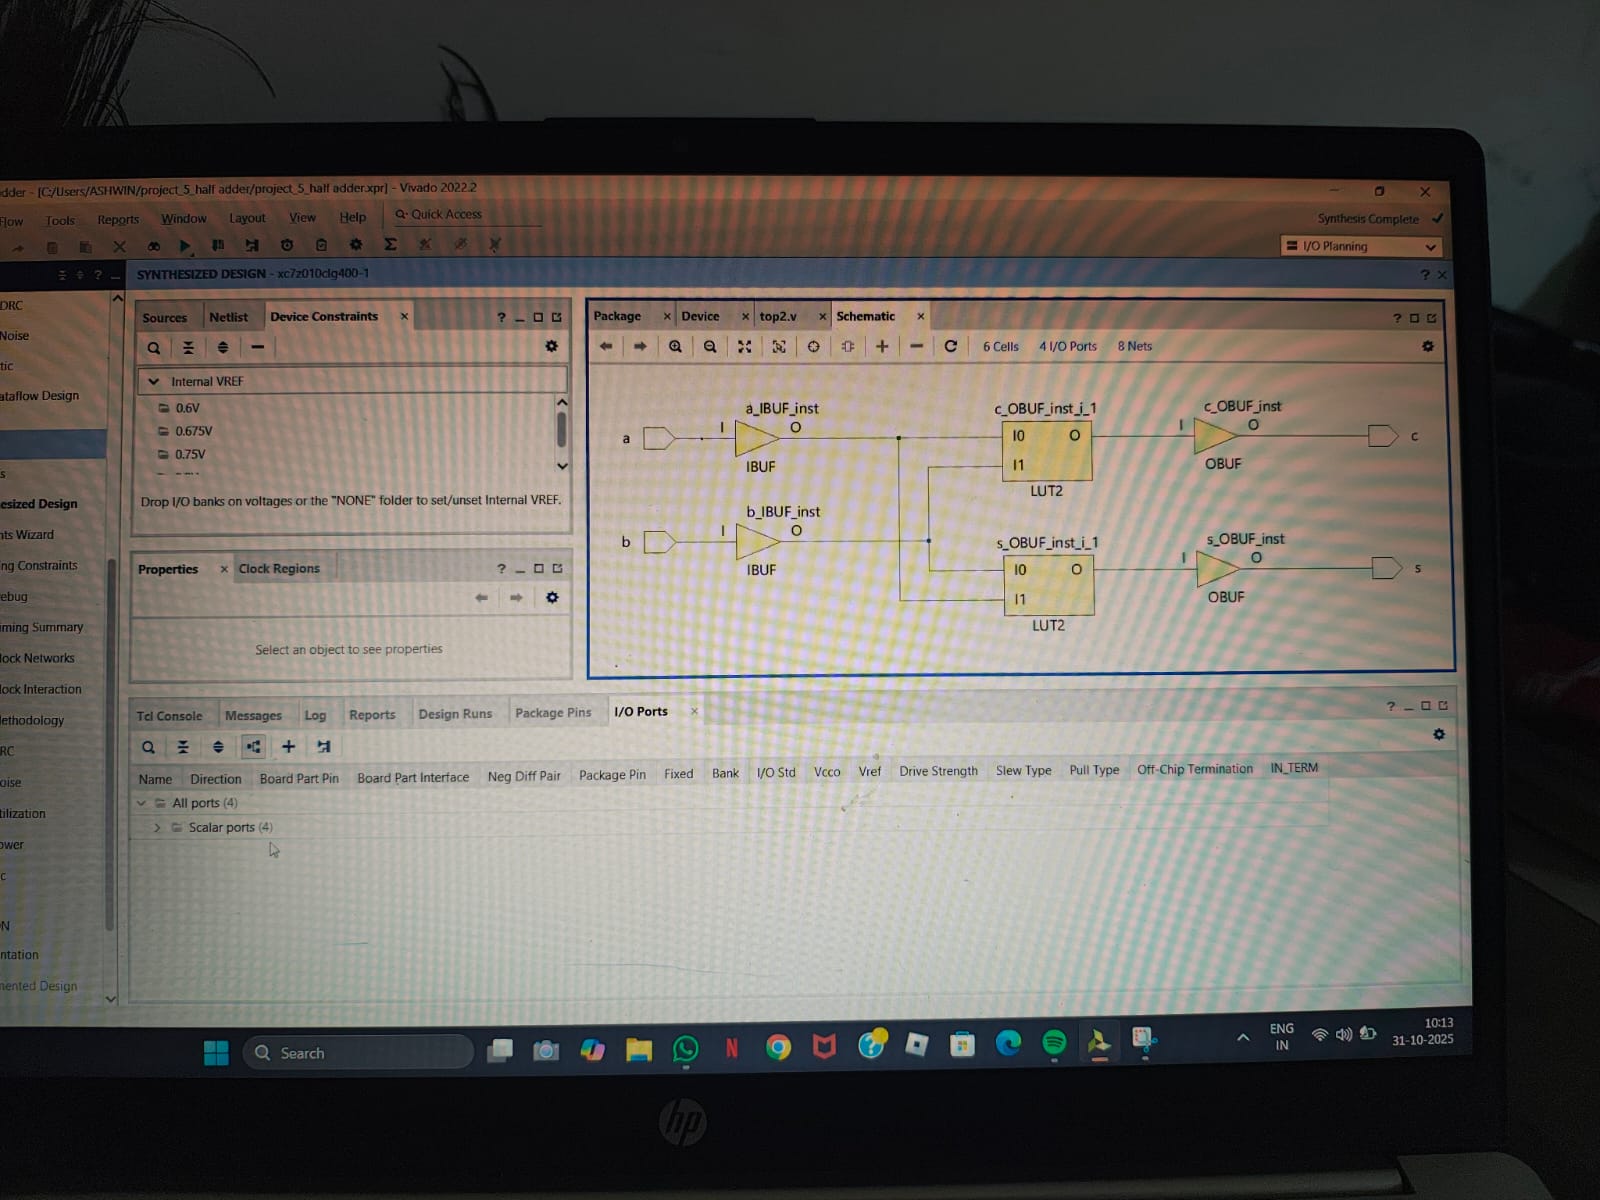 dder - [C:/Users/ASHWIN/project_5_half adder/project_5_half adder.xpr] - Vivado 2022.2
Flow Tools Reports Window Layout View Help Quick Access
Synthesis Complete
I/O Planning
SYNTHESIZED DESIGN - xc7z010clg400-1
DRC
Noise
tic
ataflow Design
s
esized Design
nts Wizard
ng Constraints
ebug
iming Summary
lock Networks
lock Interaction
ethodology
RC
oise
tilization
ower
c
N
ntation
mented Design
Sources Netlist Device Constraints
Internal VREF
0.6V
0.675V
0.75V
Drop I/O banks on voltages or the "NONE" folder to set/unset Internal VREF.
Properties Clock Regions
Select an object to see properties
Package Device top2.v Schematic
6 Cells 4 I/O Ports 8 Nets
a_IBUF_inst c_OBUF_inst_i_1 c_OBUF_inst
a I O I0 O I O c
IBUF I1 OBUF
LUT2
b_IBUF_inst
b I O
IBUF
s_OBUF_inst_i_1 s_OBUF_inst
I0 O I O s
I1 OBUF
LUT2
Tcl Console Messages Log Reports Design Runs Package Pins I/O Ports
Name Direction Board Part Pin Board Part Interface Neg Diff Pair Package Pin Fixed Bank I/O Std Vcco Vref Drive Strength Slew Type Pull Type Off-Chip Termination IN_TERM
All ports (4)
Scalar ports (4)
Search
ENG
IN
10:13
31-10-2025
hp